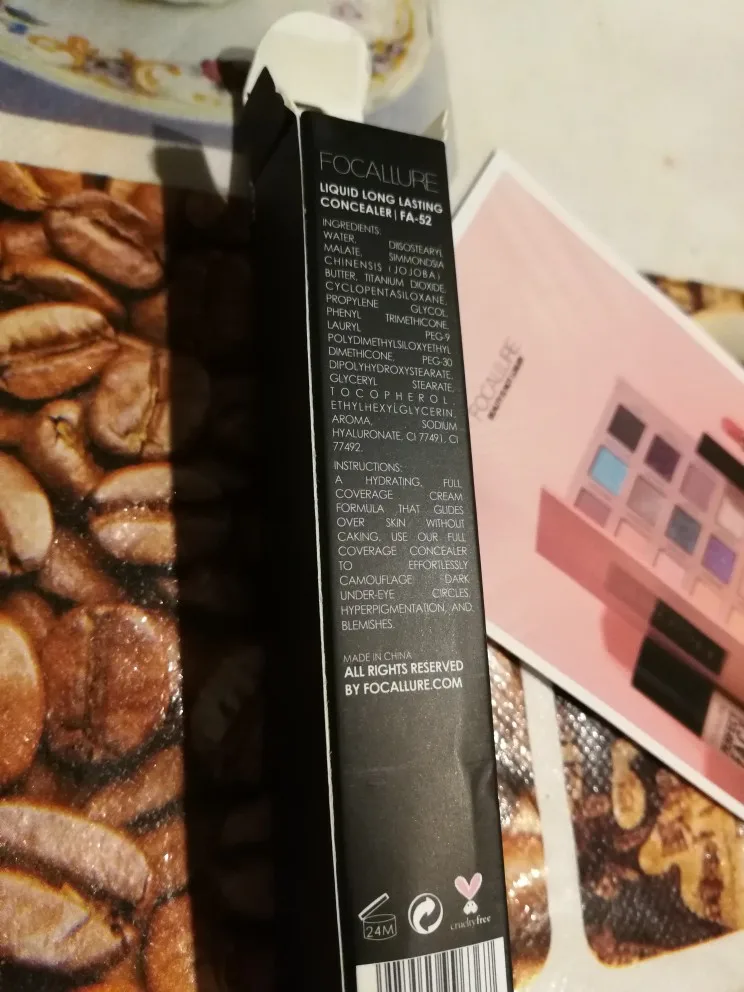 FOCALLURE
LIQUID LONG LASTING
CONCEALER | FA-52
INGREDIENTS:
WATER, DIISOSTEARYL
MALATE, SIMMONDSIA
CHINENSIS (JOJOBA)
BUTTER, TITANIUM DIOXIDE,
CYCLOPENTASILOXANE,
PROPYLENE GLYCOL,
PHENYL TRIMETHICONE,
LAURYL PEG-9
POLYDIMETHYLSILOXYETHYL
DIMETHICONE, PEG-30
DIPOLYHYDROXYSTEARATE,
GLYCERYL STEARATE,
TOCOPHEROL,
ETHYLHEXYLGLYCERIN,
AROMA, SODIUM
HYALURONATE, CI 77491, CI
77492.
INSTRUCTIONS:
A HYDRATING, FULL
COVERAGE CREAM
FORMULA THAT GLIDES
OVER SKIN WITHOUT
CAKING. USE OUR FULL
COVERAGE CONCEALER
TO EFFORTLESSLY
CAMOUFLAGE DARK
UNDER-EYE CIRCLES,
HYPERPIGMENTATION, AND
BLEMISHES.
MADE IN CHINA
ALL RIGHTS RESERVED
BY FOCALLURE.COM
24M
crueltyfree
FOCALLURE